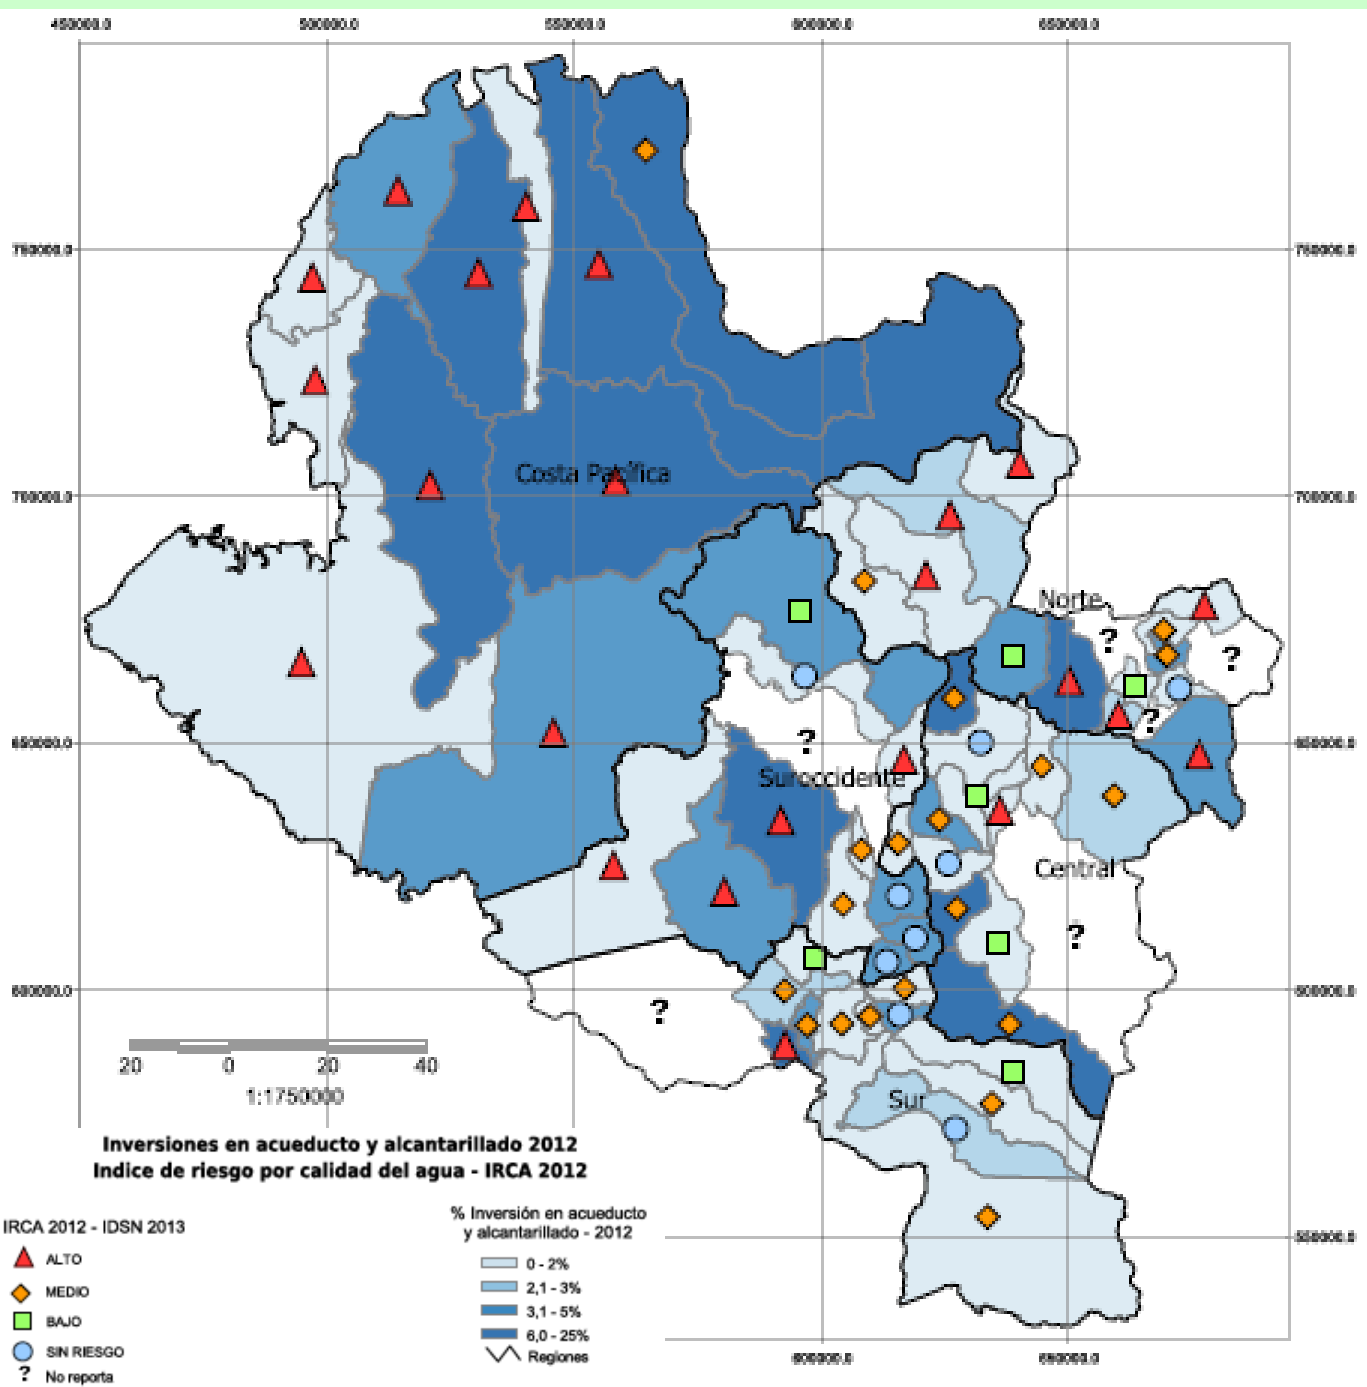 450000.0 500000.0 550000.0 600000.0 650000.0
750000.0 750000.0
Costa Pacífica
700000.0 700000.0
Norte
?
?
?
650000.0 650000.0
?
Suroccidente
Central
?
600000.0 600000.0
?
20 0 20 40
1:1750000
Sur
Inversiones en acueducto y alcantarillado 2012
Indice de riesgo por calidad del agua - IRCA 2012
IRCA 2012 - IDSN 2013
ALTO
MEDIO
BAJO
SIN RIESGO
? No reporta
% Inversión en acueducto
y alcantarillado - 2012
0 - 2%
2,1 - 3%
3,1 - 5%
6,0 - 25%
Regiones
550000.0
600000.0 650000.0